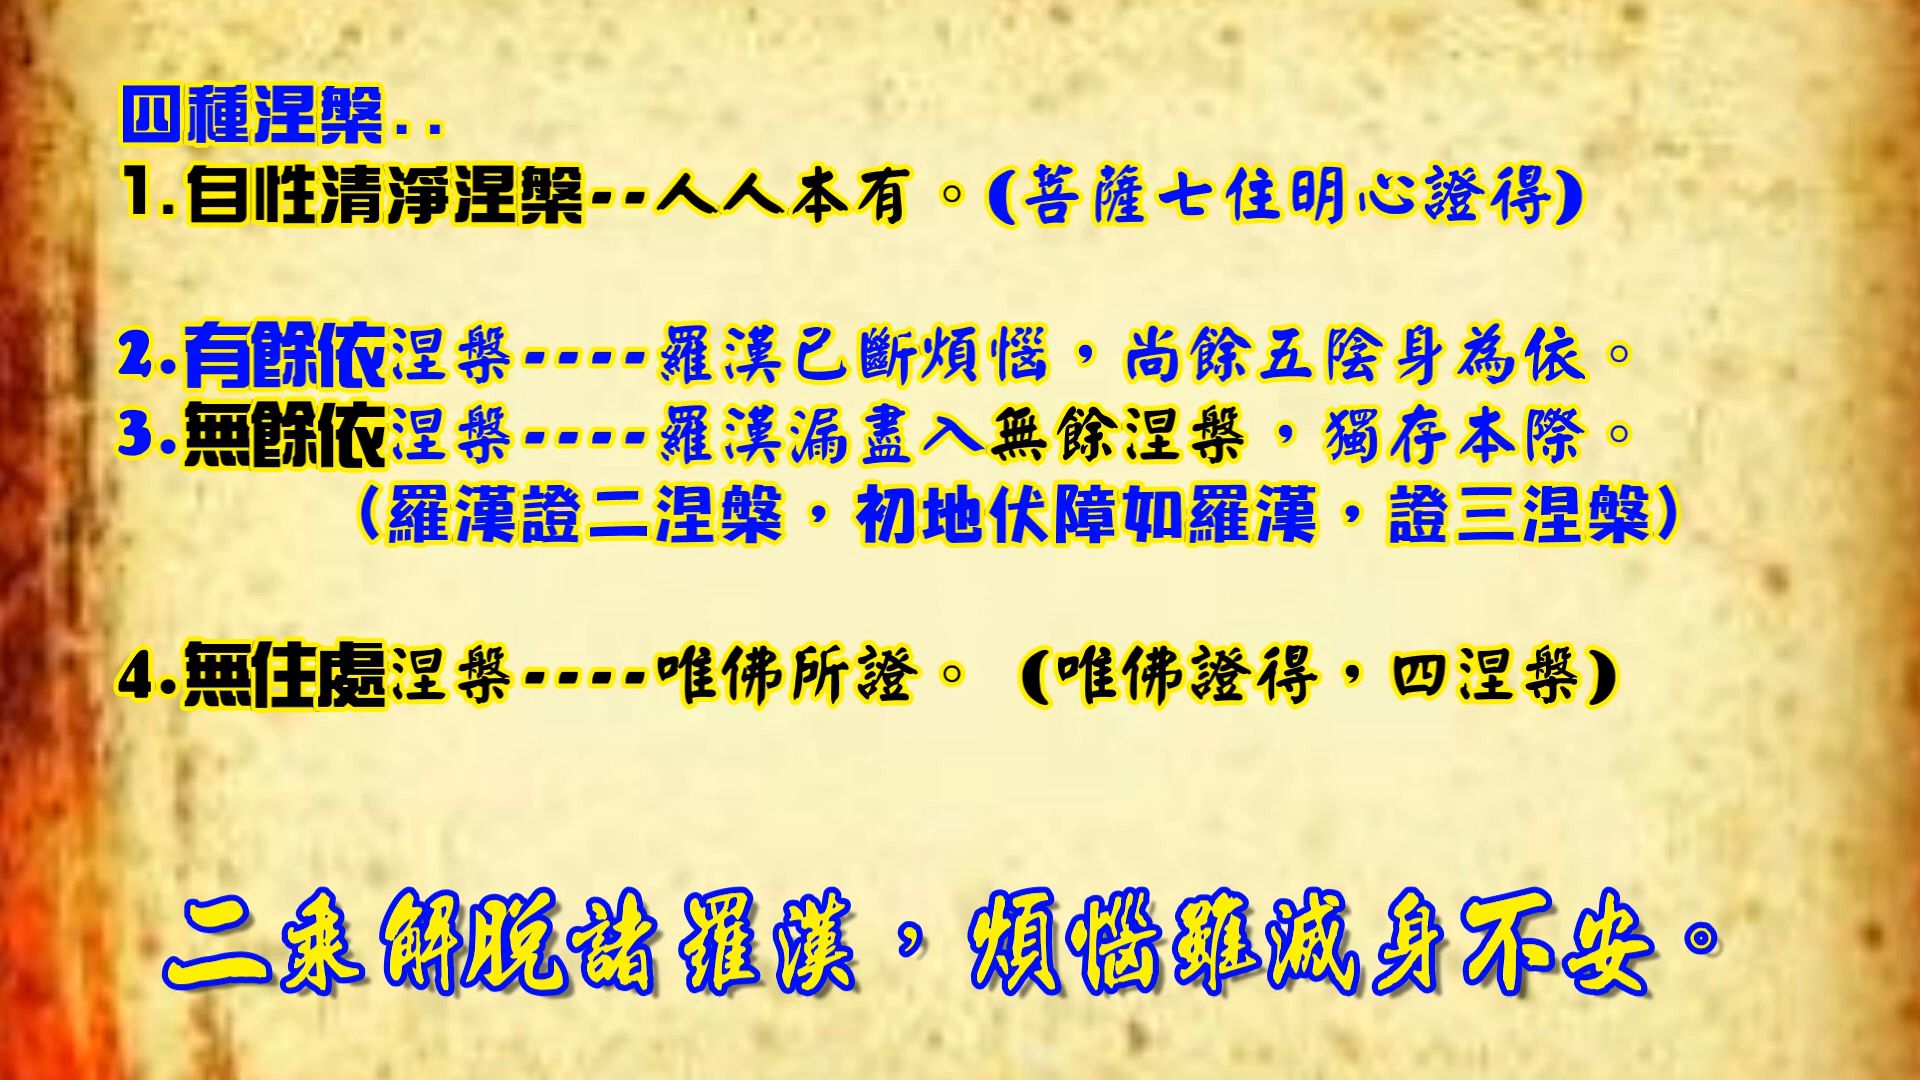 四種涅槃..
1.自性清淨涅槃--人人本有。(菩薩七住明心證得)
2.有餘依涅槃----羅漢已斷煩惱，尚餘五陰身為依。
3.無餘依涅槃----羅漢漏盡入無餘涅槃，獨存本際。
（羅漢證二涅槃，初地伏障如羅漢，證三涅槃）
4.無住處涅槃----唯佛所證。（唯佛證得，四涅槃)
二乘解脫諸羅漢，煩惱雖滅身不安。